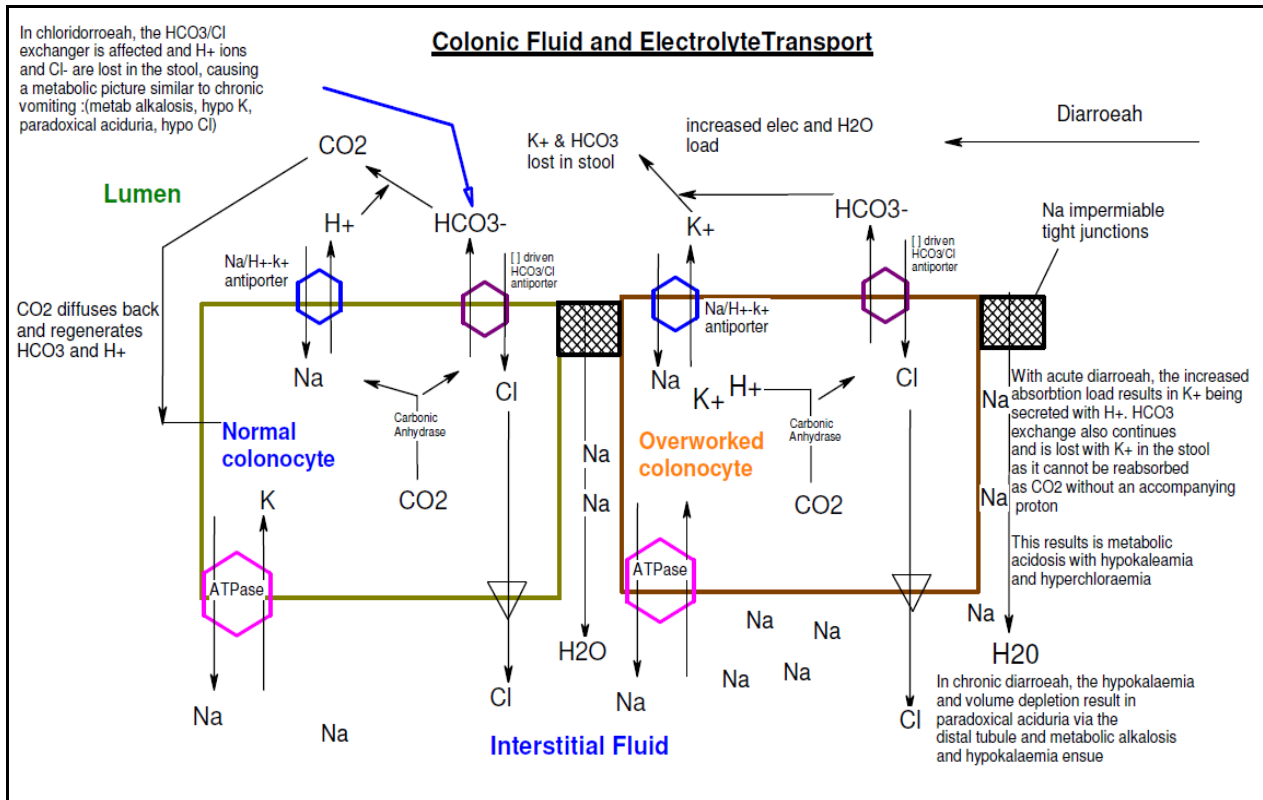 Colonic Fluid and ElectrolyteTransport
In chloridorroeah, the HCO3/Cl
exchanger is affected and H+ ions
and Cl- are lost in the stool, causing
a metabolic picture similar to chronic
vomiting :(metab alkalosis, hypo K,
paradoxical aciduria, hypo Cl)
Diarroeah
increased elec and H2O
load
K+ & HCO3
lost in stool
CO2
Lumen
H+
HCO3-
K+
HCO3-
Na impermiable
tight junctions
Na/H+-k+
antiporter
[ ] driven
HCO3/Cl
antiporter
Na/H+-k+
antiporter
[ ] driven
HCO3/Cl
antiporter
CO2 diffuses back
and regenerates
HCO3 and H+
Na
Cl
Na
K+
H+
Cl
Carbonic
Anhydrase
Carbonic
Anhydrase
Normal
colonocyte
Overworked
colonocyte
Na
Na
Na
Na
With acute diarroeah, the increased
absorbtion load results in K+ being
secreted with H+. HCO3
exchange also continues
and is lost with K+ in the stool
as it cannot be reabsorbed
as CO2 without an accompanying
proton
This results is metabolic
acidosis with hypokaleamia
and hyperchloraemia
K
CO2
CO2
ATPase
ATPase
Na
Na
Na
Na
Na
H2O
H20
Na
Na
Cl
Na
Cl
Na
Interstitial Fluid
In chronic diarroeah, the hypokalaemia
and volume depletion result in
paradoxical aciduria via the
distal tubule and metabolic alkalosis
and hypokalaemia ensue